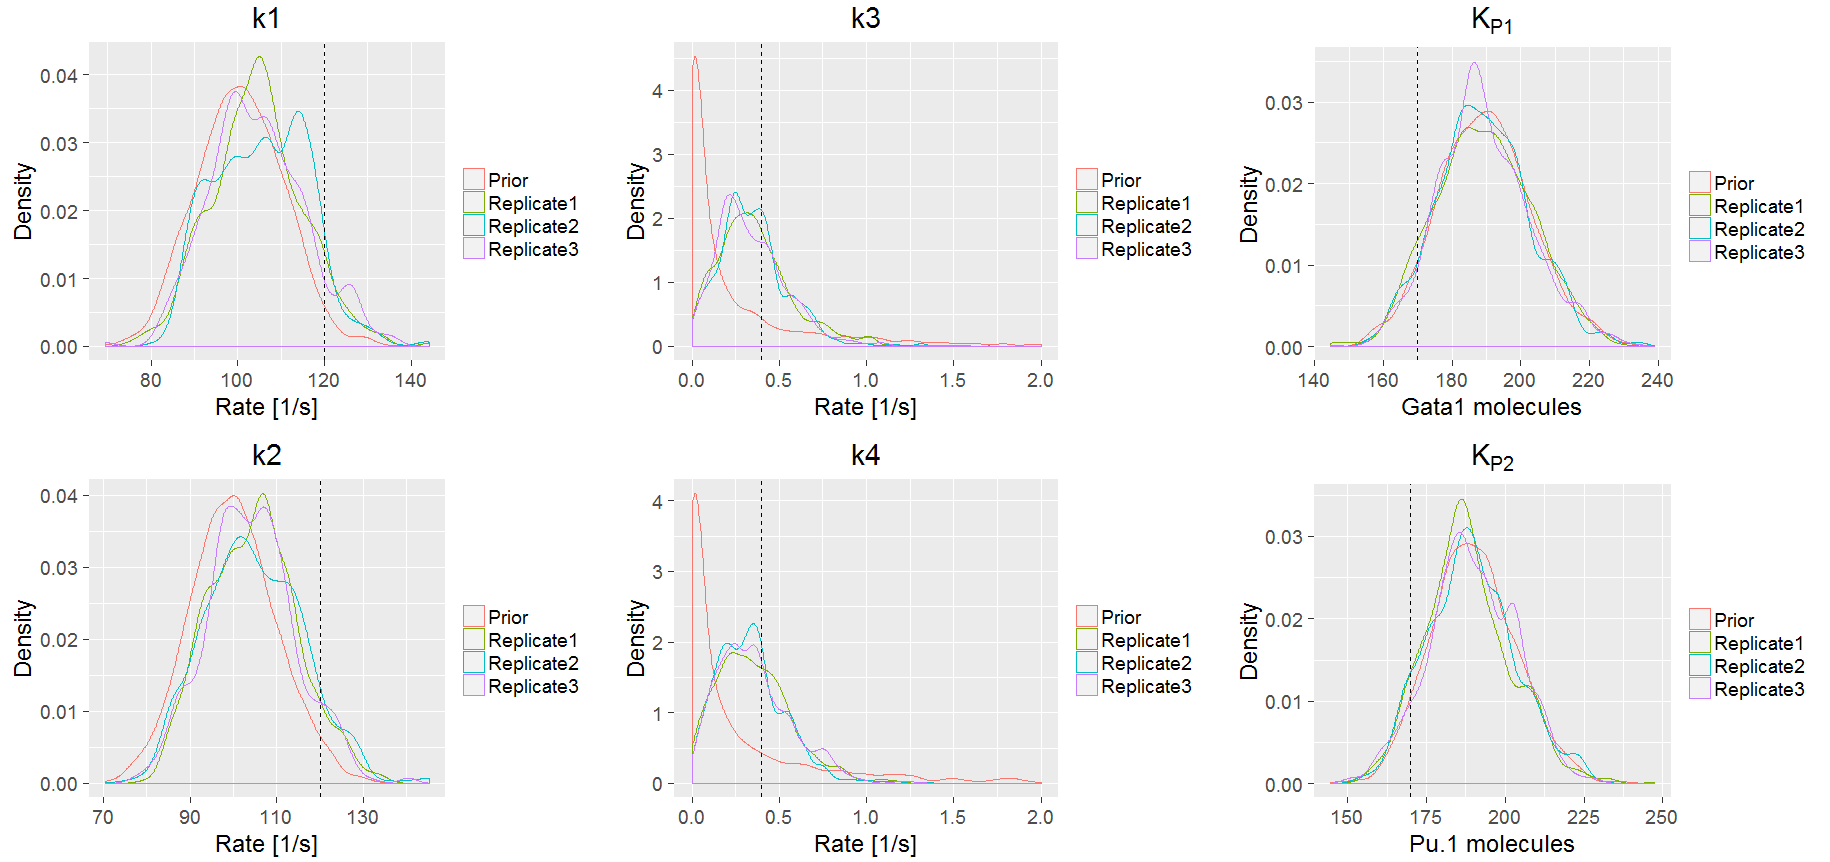 k1
Density
0.04
0.03
0.02
0.01
0.00
80 100 120 140
Rate [1/s]
Prior
Replicate1
Replicate2
Replicate3
k3
Density
4
3
2
1
0
0.0 0.5 1.0 1.5 2.0
Rate [1/s]
Prior
Replicate1
Replicate2
Replicate3
KP1
Density
0.03
0.02
0.01
0.00
140 160 180 200 220 240
Gata1 molecules
Prior
Replicate1
Replicate2
Replicate3
k2
Density
0.04
0.03
0.02
0.01
0.00
70 90 110 130
Rate [1/s]
Prior
Replicate1
Replicate2
Replicate3
k4
Density
4
3
2
1
0
0.0 0.5 1.0 1.5 2.0
Rate [1/s]
Prior
Replicate1
Replicate2
Replicate3
KP2
Density
0.03
0.02
0.01
0.00
150 175 200 225 250
Pu.1 molecules
Prior
Replicate1
Replicate2
Replicate3